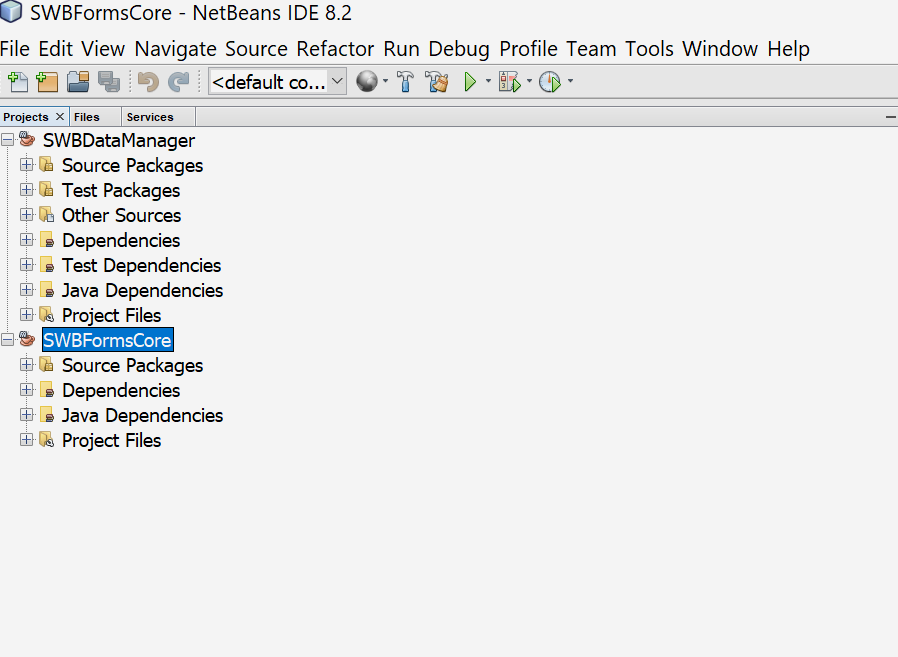 SWBFormsCore - NetBeans IDE 8.2
File Edit View Navigate Source Refactor Run Debug Profile Team Tools Window Help
<default co...
Projects Files Services
SWBDataManager
Source Packages
Test Packages
Other Sources
Dependencies
Test Dependencies
Java Dependencies
Project Files
SWBFormsCore
Source Packages
Dependencies
Java Dependencies
Project Files